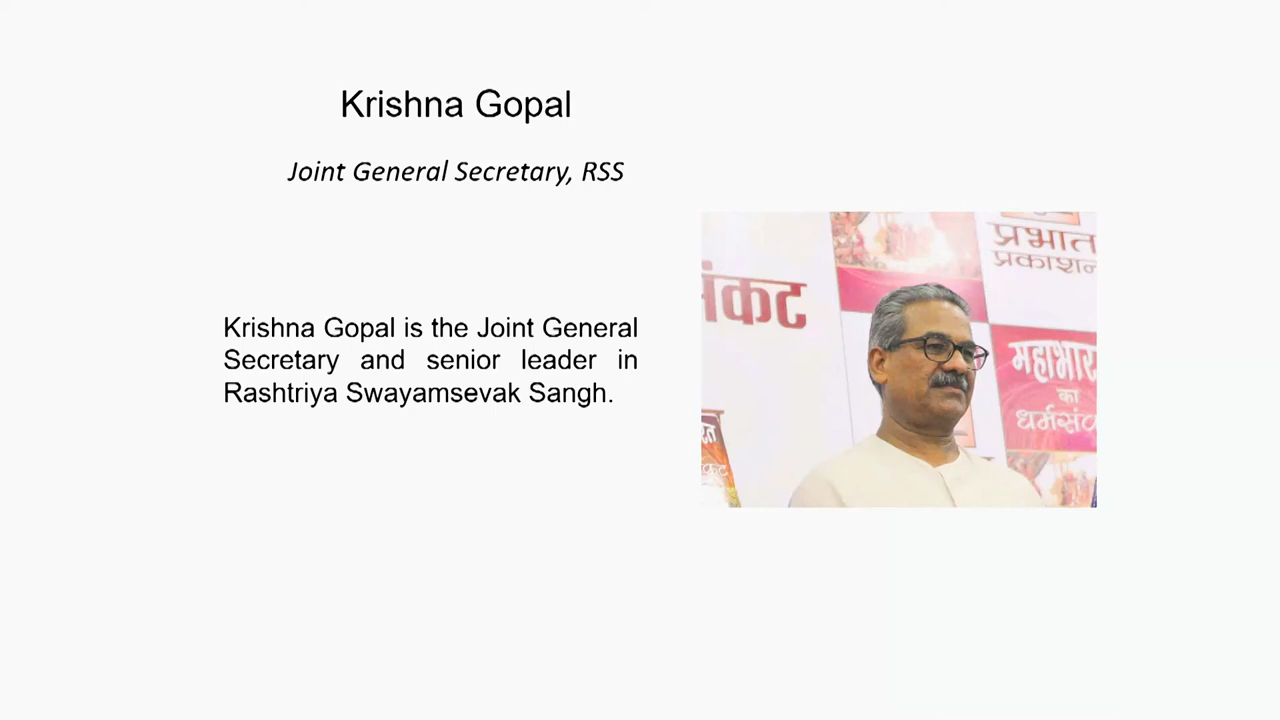 Krishna Gopal
Joint General Secretary, RSS
Krishna Gopal is the Joint General
Secretary and senior leader in
Rashtriya Swayamsevak Sangh.
प्रभात
प्रकाशन
संकट
महाभार
का
धर्मसंक